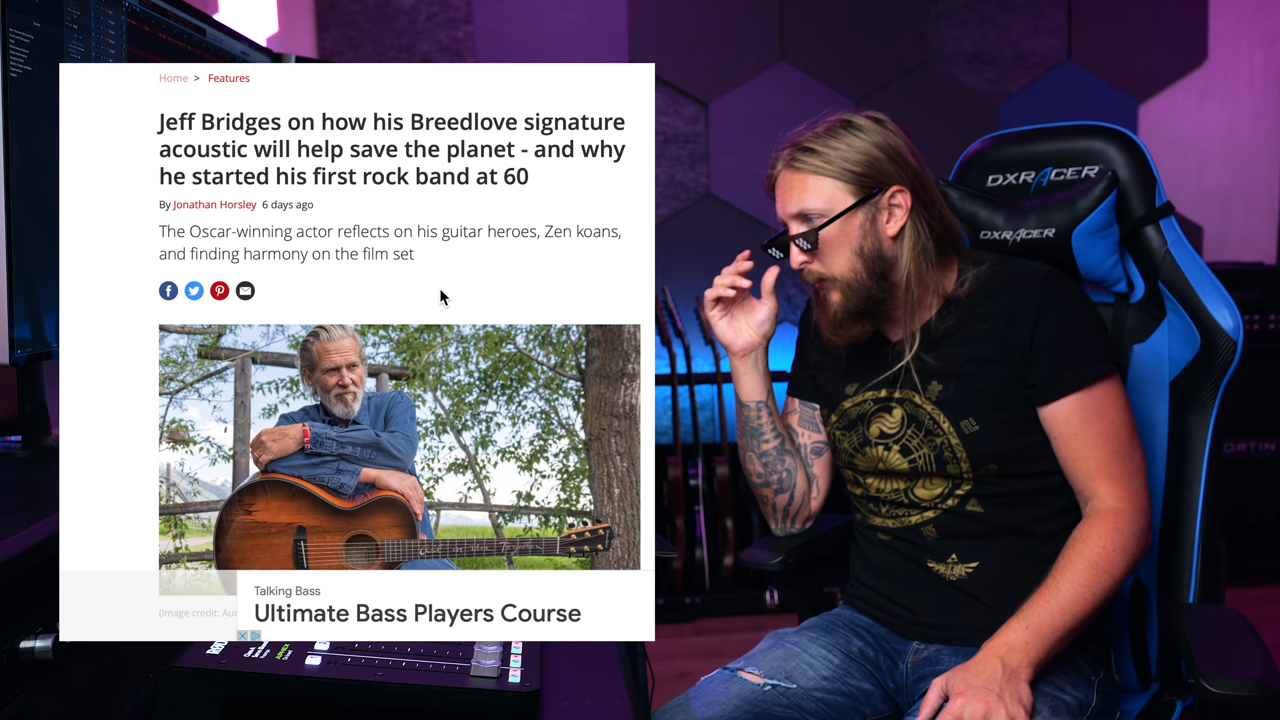 Home > Features
Jeff Bridges on how his Breedlove signature
acoustic will help save the planet - and why
he started his first rock band at 60
By Jonathan Horsley 6 days ago
The Oscar-winning actor reflects on his guitar heroes, Zen koans,
and finding harmony on the film set
(Image credit:
Talking Bass
Ultimate Bass Players Course
DXRACER
DXRACER